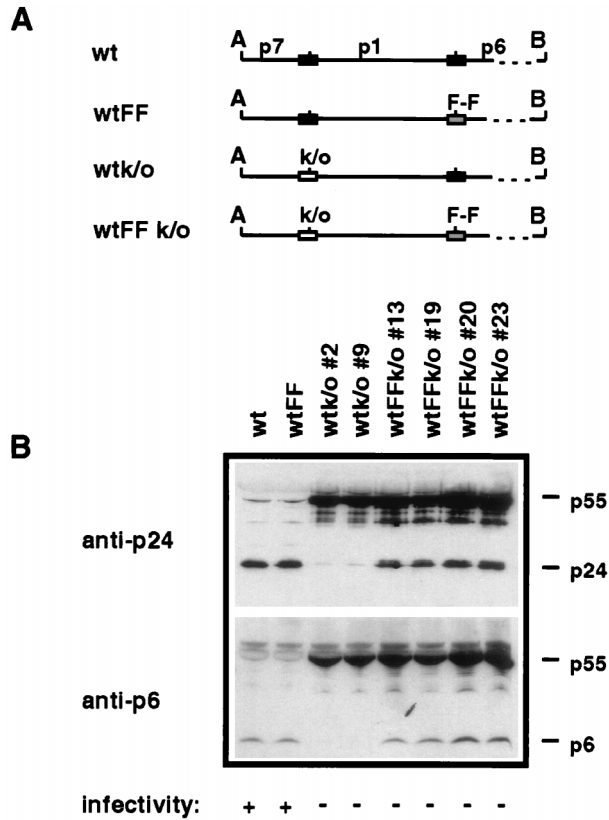 A
wt A p7 p1 p6 B
wtFF A F-F B
wtk/o A k/o B
wtFF k/o A k/o F-F B
wt wtFF wtk/o #2 wtk/o #9 wtFFk/o #13 wtFFk/o #19 wtFFk/o #20 wtFFk/o #23
B
p55
anti-p24
p24
p55
anti-p6
p6
infectivity: + + - - - - - -